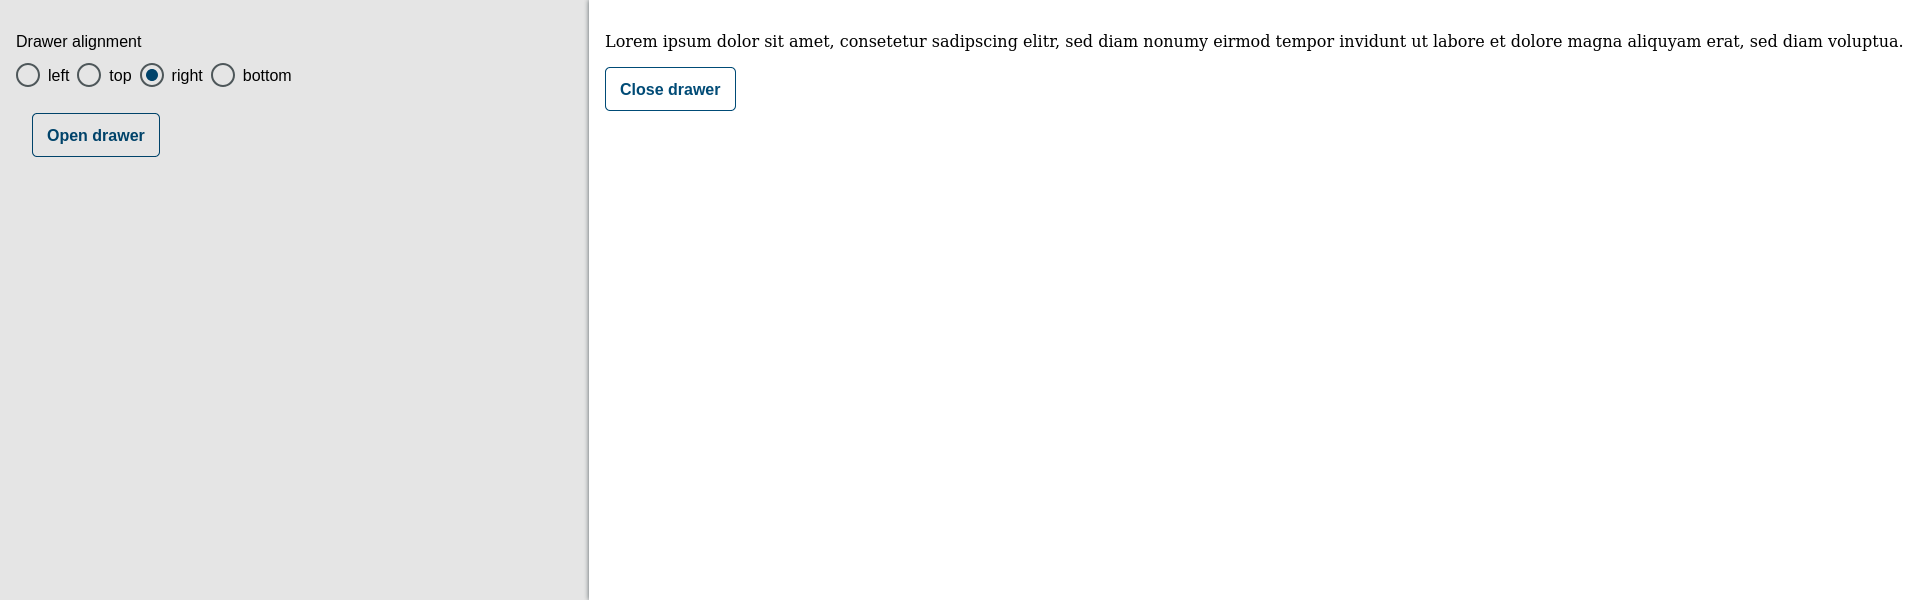 Drawer alignment
left top right bottom
Open drawer
Lorem ipsum dolor sit amet, consetetur sadipscing elitr, sed diam nonumy eirmod tempor invidunt ut labore et dolore magna aliquyam erat, sed diam voluptua.
Close drawer